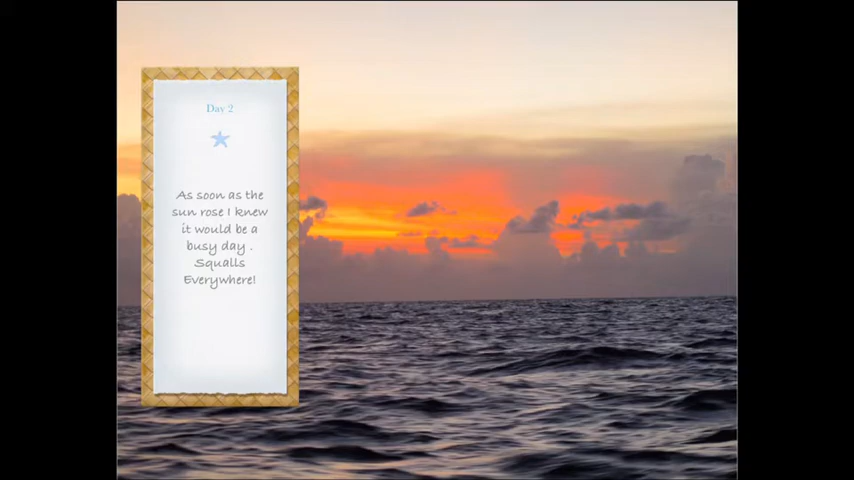 Day 2
As soon as the
sun rose I knew
it would be a
busy day .
Squalls
Everywhere!